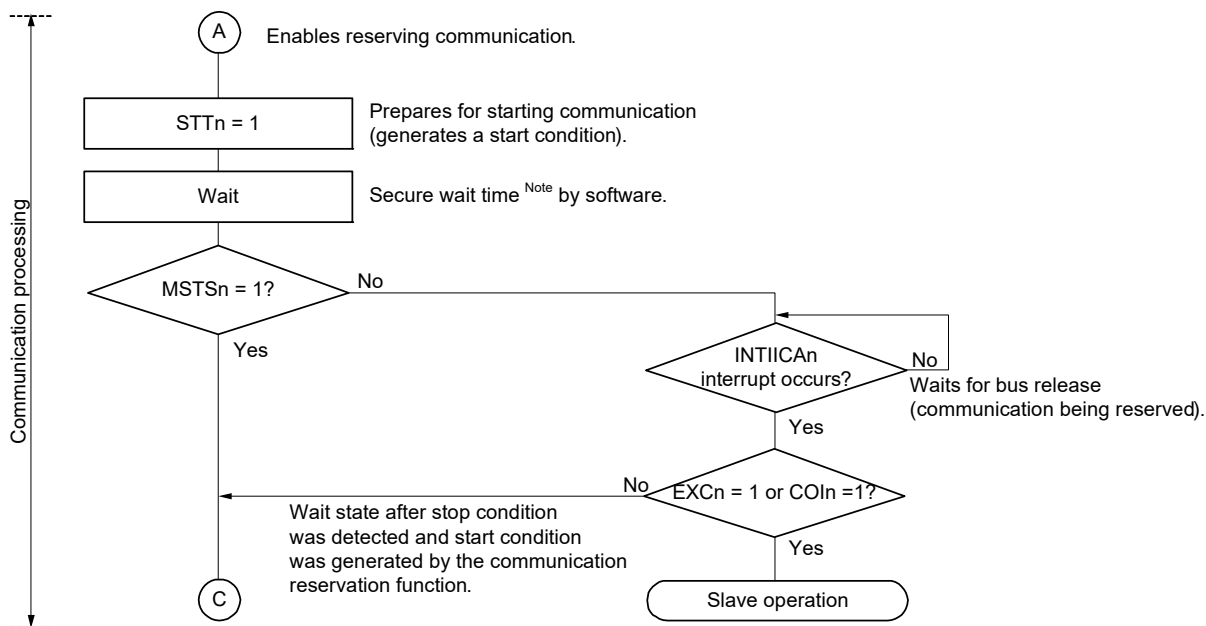 A
Enables reserving communication.
STTn = 1
Prepares for starting communication
(generates a start condition).
Wait
Secure wait time Note by software.
MSTSn = 1?
No
Yes
INTIICAn
interrupt occurs?
No
Waits for bus release
(communication being reserved).
Yes
EXCn = 1 or COIn =1?
No
Wait state after stop condition
was detected and start condition
was generated by the communication
reservation function.
Yes
C
Slave operation
Communication processing